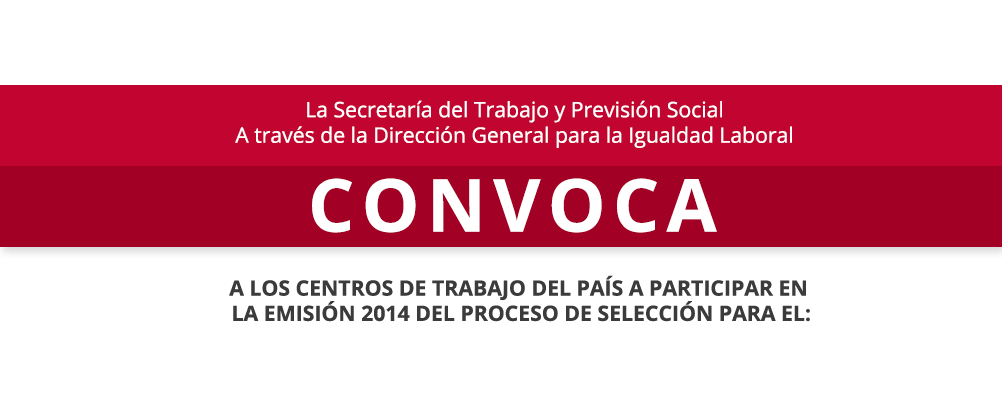 La Secretaría del Trabajo y Previsión Social
A través de la Dirección General para la Igualdad Laboral
CONVOCA
A LOS CENTROS DE TRABAJO DEL PAÍS A PARTICIPAR EN
LA EMISIÓN 2014 DEL PROCESO DE SELECCIÓN PARA EL: